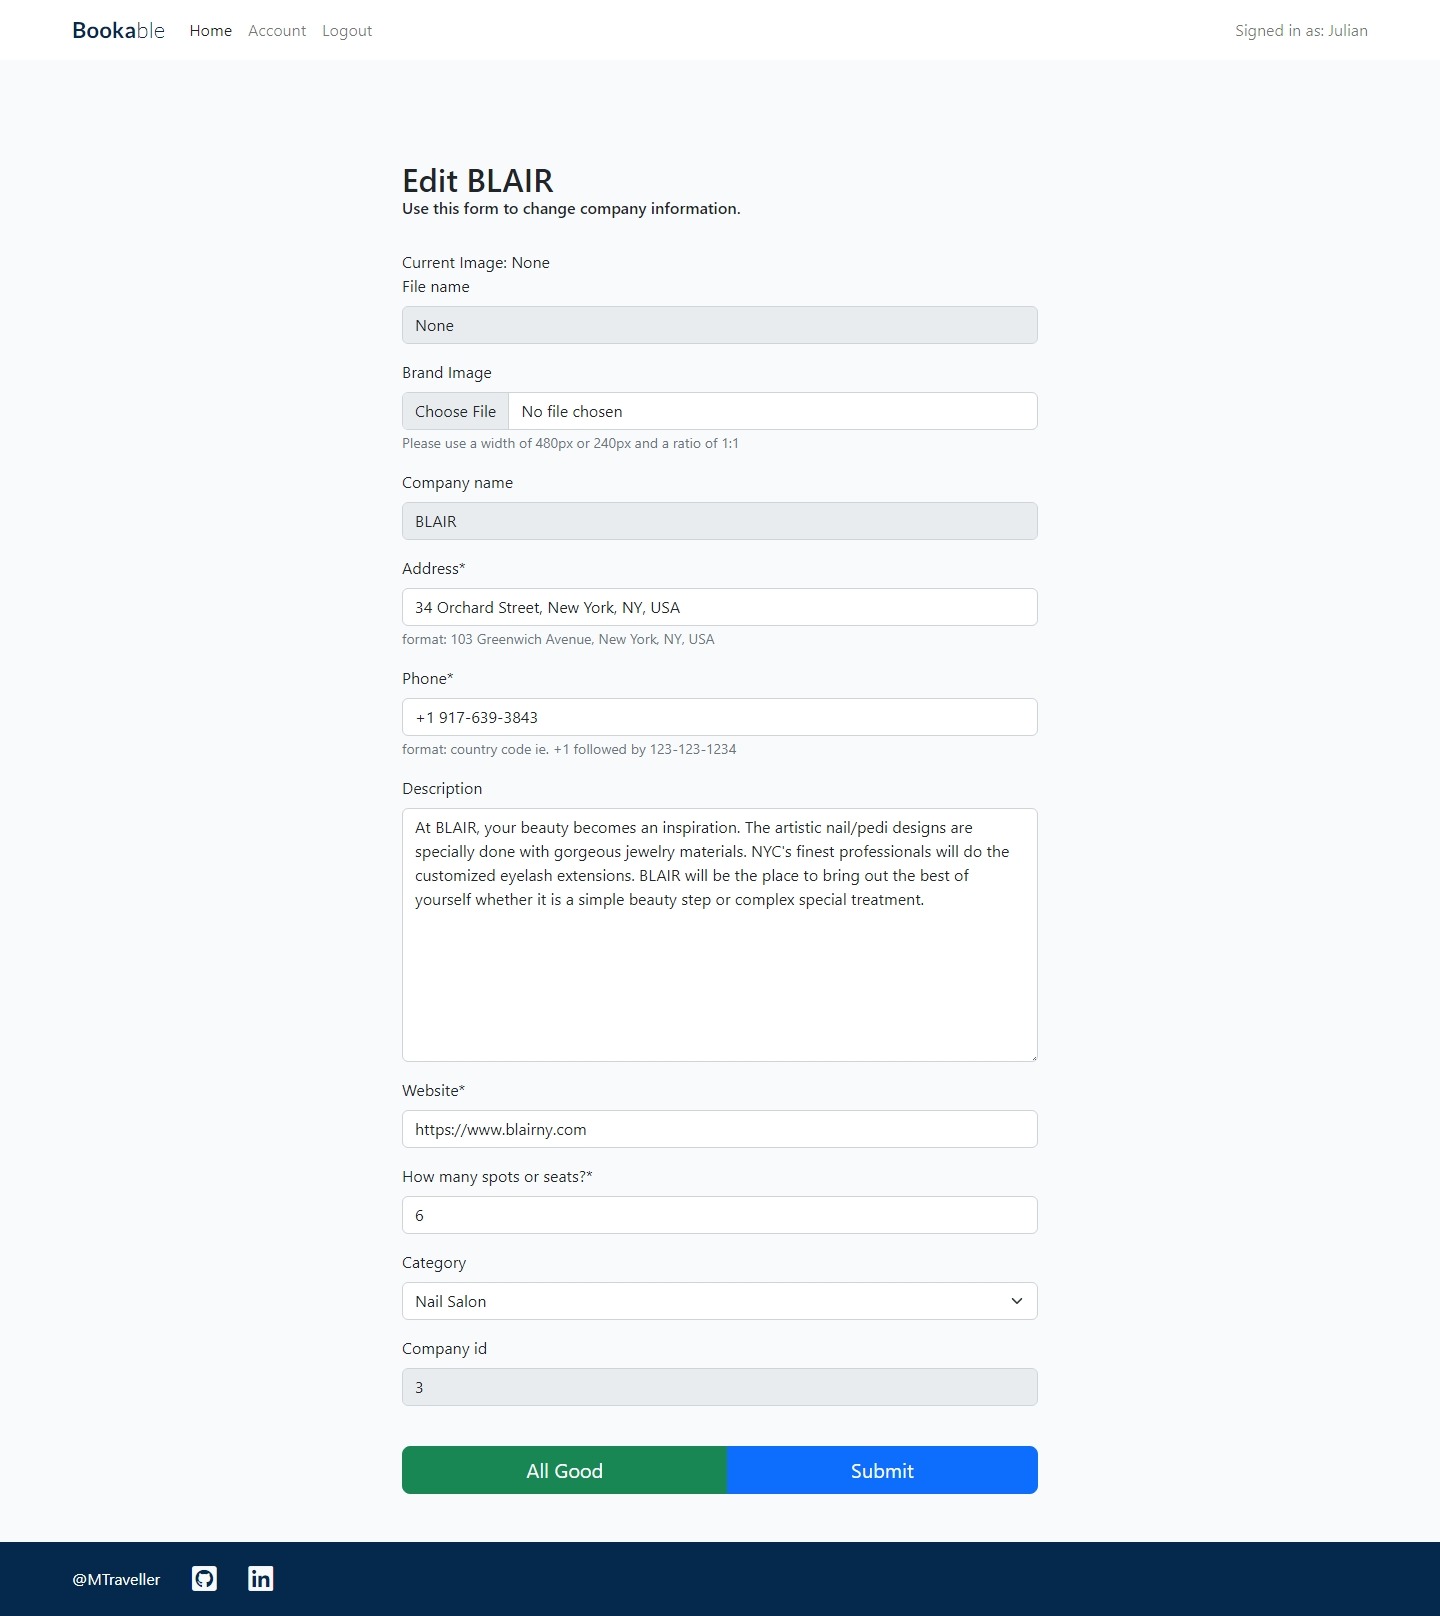 Bookable Home Account Logout Signed in as: Julian
Edit BLAIR
Use this form to change company information.
Current Image: None
File name
None
Brand Image
Choose File No file chosen
Please use a width of 480px or 240px and a ratio of 1:1
Company name
BLAIR
Address*
34 Orchard Street, New York, NY, USA
format: 103 Greenwich Avenue, New York, NY, USA
Phone*
+1 917-639-3843
format: country code ie. +1 followed by 123-123-1234
Description
At BLAIR, your beauty becomes an inspiration. The artistic nail/pedi designs are
specially done with gorgeous jewelry materials. NYC's finest professionals will do the
customized eyelash extensions. BLAIR will be the place to bring out the best of
yourself whether it is a simple beauty step or complex special treatment.
Website*
https://www.blairny.com
How many spots or seats?*
6
Category
Nail Salon
Company id
3
All Good Submit
@MTraveller in